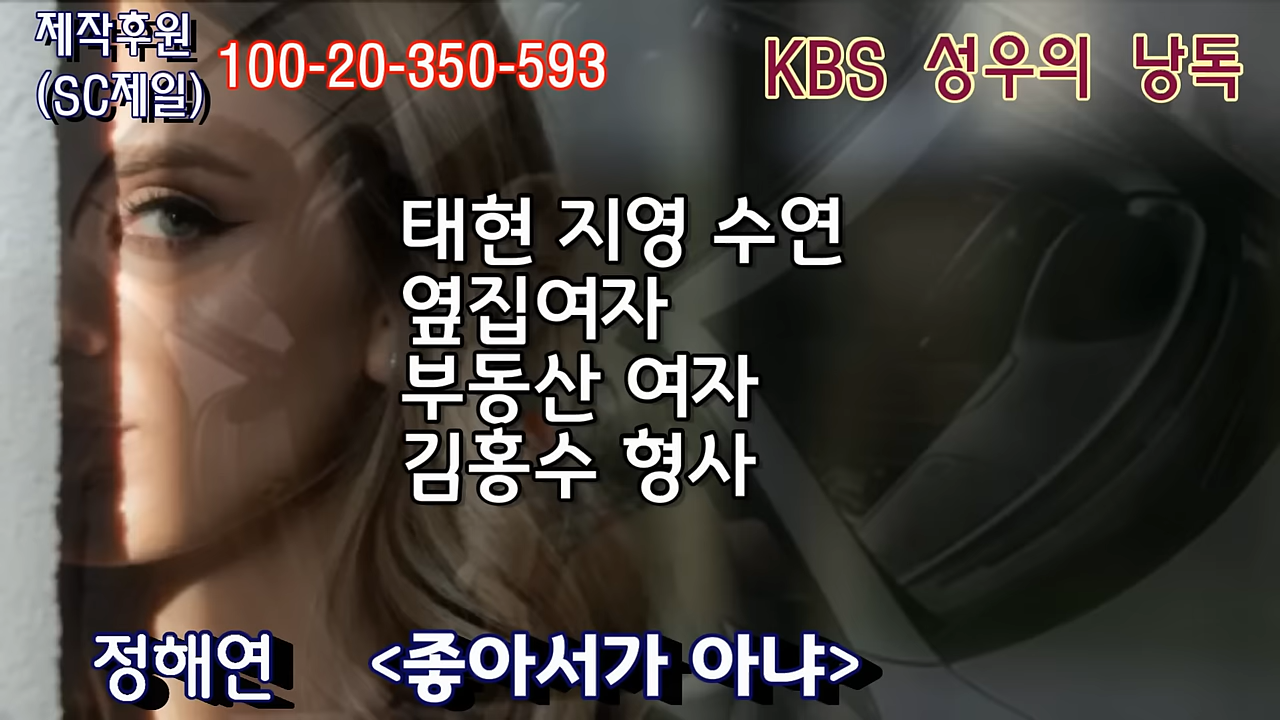 제작후원
(SC제일)
100-20-350-593
KBS 성우의 낭독
태현 지영 수연
옆집여자
부동산 여자
김홍수 형사
정해연 <좋아서가 아냐>